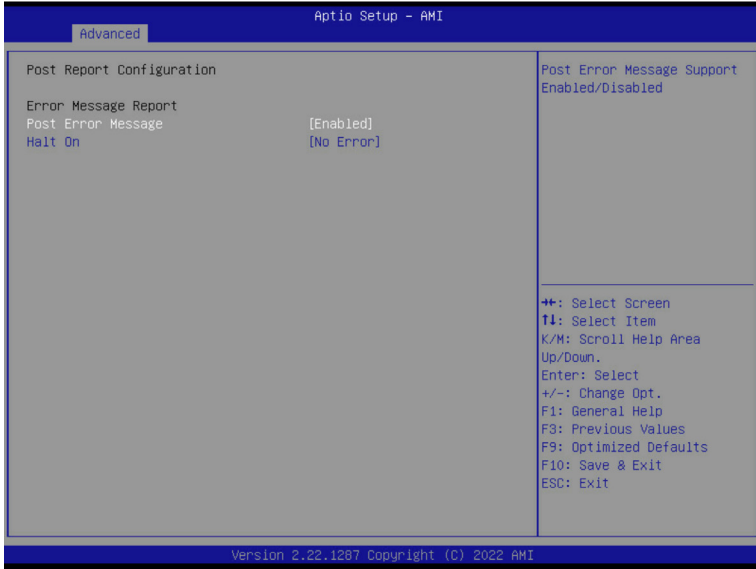 Aptio Setup – AMI
Advanced
Post Report Configuration
Error Message Report
Post Error Message [Enabled]
Halt On [No Error]
Post Error Message Support
Enabled/Disabled
→←: Select Screen
↑↓: Select Item
K/M: Scroll Help Area
Up/Down.
Enter: Select
+/-: Change Opt.
F1: General Help
F3: Previous Values
F9: Optimized Defaults
F10: Save & Exit
ESC: Exit
Version 2.22.1287 Copyright (C) 2022 AMI